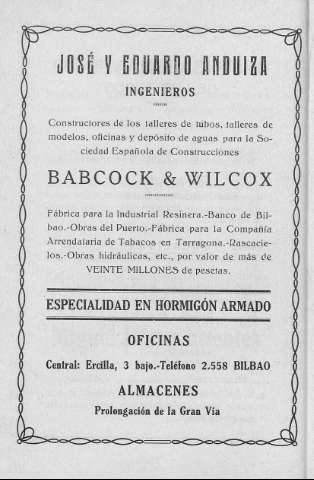 JOSÉ Y EDUARDO ANDUIZA
INGENIEROS
Constructores de los talleres de tubos, talleres de
modelos, oficinas y depósito de aguas para la So-
ciedad Española de Construcciones
BABCOCK & WILCOX
Fábrica para la Industrial Resinera.-Banco de Bil-
bao.-Obras del Puerto.-Fábrica para la Compañía
Arrendataria de Tabacos en Tarragona.-Rascacie-
los.-Obras hidráulicas, etc., por valor de más de
VEINTE MILLONES de pesetas.
ESPECIALIDAD EN HORMIGÓN ARMADO
OFICINAS
Central: Ercilla, 3 bajo.-Teléfono 2.558 BILBAO
ALMACENES
Prolongación de la Gran Vía